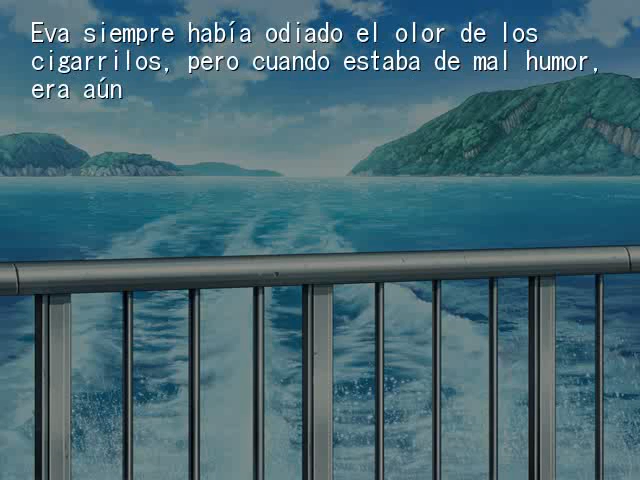 Eva siempre había odiado el olor de los
cigarrilos, pero cuando estaba de mal humor,
era aún